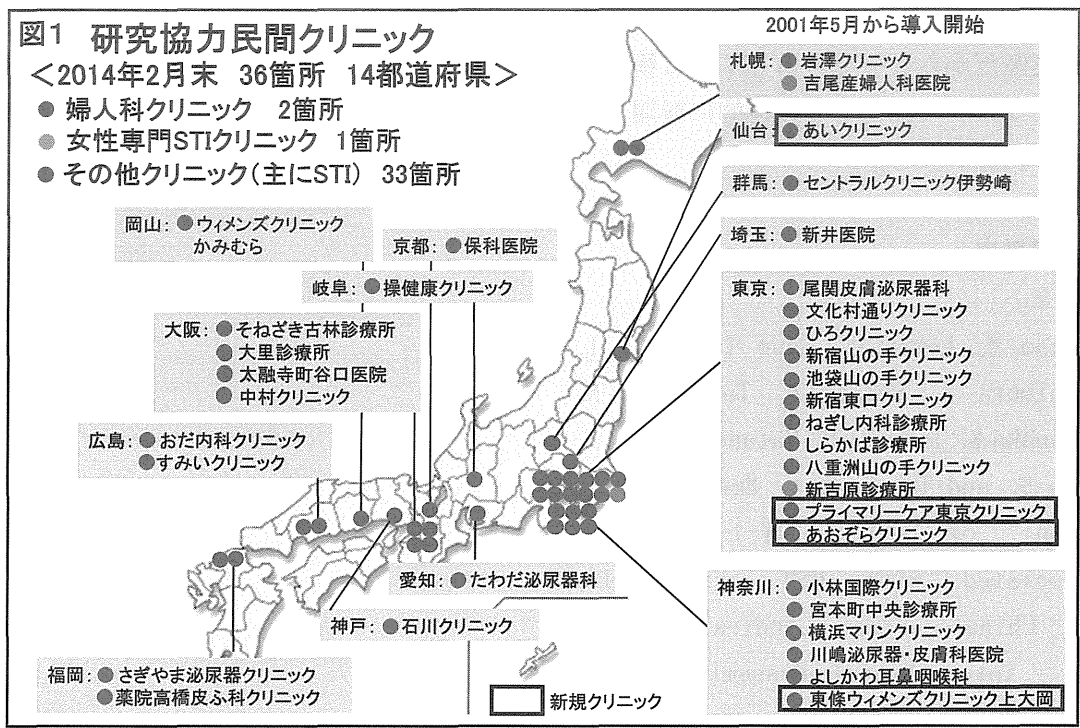 図1 研究協力民間クリニック
＜2014年2月末 36箇所 14都道府県＞
●婦人科クリニック 2箇所
●女性専門STIクリニック 1箇所
●その他クリニック(主にSTI) 33箇所
2001年5月から導入開始
札幌：●岩澤クリニック
●吉尾産婦人科医院
仙台：●あいクリニック
群馬：●セントラルクリニック伊勢崎
埼玉：●新井医院
東京：●尾関皮膚泌尿器科
●文化村通りクリニック
●ひろクリニック
●新宿山の手クリニック
●池袋山の手クリニック
●新宿東口クリニック
●ねぎし内科診療所
●しらかば診療所
●八重洲山の手クリニック
●新吉原診療所
●プライマリーケア東京クリニック
●あおぞらクリニック
神奈川：●小林国際クリニック
●宮本町中央診療所
●横浜マリンクリニック
●川嶋泌尿器・皮膚科医院
●よしかわ耳鼻咽喉科
●東條ウィメンズクリニック上大岡
岡山：●ウィメンズクリニック
かみむら
京都：●保科医院
岐阜：●操健康クリニック
大阪：●そねざき古林診療所
●大里診療所
●太融寺町谷口医院
●中村クリニック
広島：●おだ内科クリニック
●すみいクリニック
愛知：●たわだ泌尿器科
神戸：●石川クリニック
福岡：●さぎやま泌尿器クリニック
●薬院高橋皮ふ科クリニック
新規クリニック